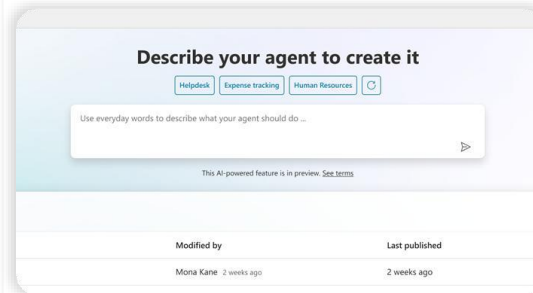 Describe your agent to create it
Helpdesk Expense tracking Human Resources
Use everyday words to describe what your agent should do ...
This AI-powered feature is in preview. See terms
Modified by Last published
Mona Kane 2 weeks ago 2 weeks ago